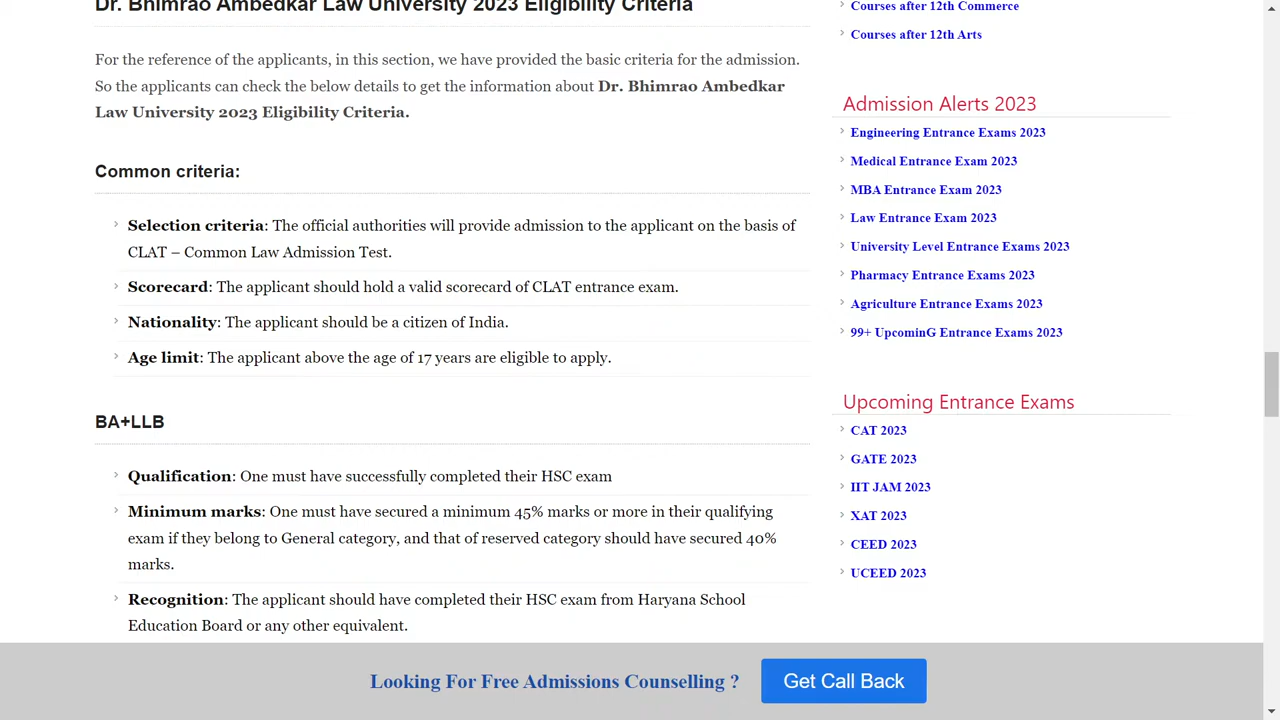 Dr. Bhimrao Ambedkar Law University 2023 Eligibility Criteria
For the reference of the applicants, in this section, we have provided the basic criteria for the admission.
So the applicants can check the below details to get the information about Dr. Bhimrao Ambedkar
Law University 2023 Eligibility Criteria.
Common criteria:
Selection criteria: The official authorities will provide admission to the applicant on the basis of
CLAT – Common Law Admission Test.
Scorecard: The applicant should hold a valid scorecard of CLAT entrance exam.
Nationality: The applicant should be a citizen of India.
Age limit: The applicant above the age of 17 years are eligible to apply.
BA+LLB
Qualification: One must have successfully completed their HSC exam
Minimum marks: One must have secured a minimum 45% marks or more in their qualifying
exam if they belong to General category, and that of reserved category should have secured 40%
marks.
Recognition: The applicant should have completed their HSC exam from Haryana School
Education Board or any other equivalent.
Courses after 12th Commerce
Courses after 12th Arts
Admission Alerts 2023
Engineering Entrance Exams 2023
Medical Entrance Exam 2023
MBA Entrance Exam 2023
Law Entrance Exam 2023
University Level Entrance Exams 2023
Pharmacy Entrance Exams 2023
Agriculture Entrance Exams 2023
99+ UpcominG Entrance Exams 2023
Upcoming Entrance Exams
CAT 2023
GATE 2023
IIT JAM 2023
XAT 2023
CEED 2023
UCEED 2023
Looking For Free Admissions Counselling ?
Get Call Back